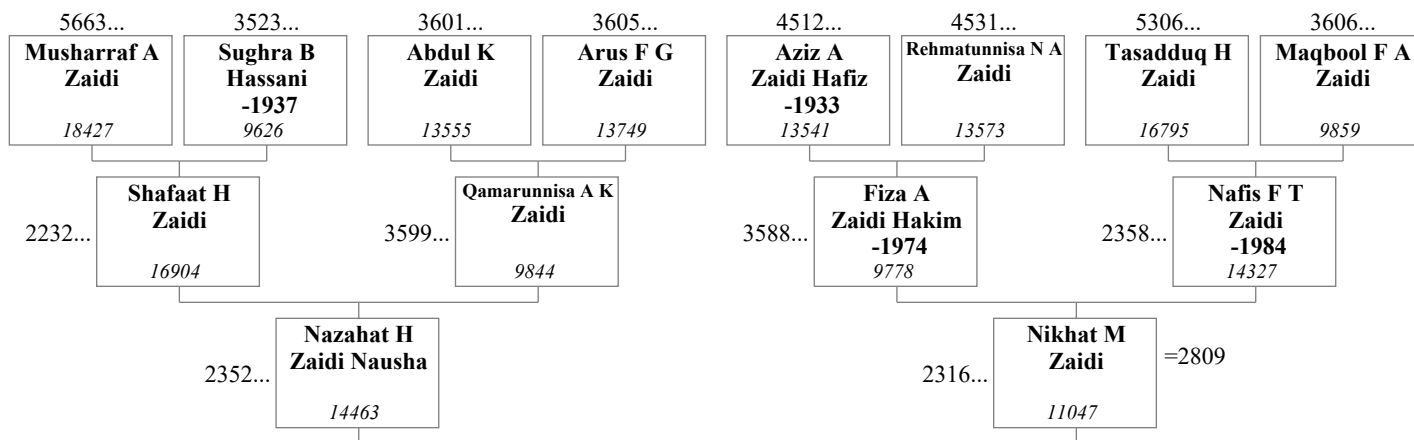 5663... 3523... 3601... 3605... 4512... 4531... 5306... 3606...
Musharraf A
Zaidi
18427
Sughra B
Hassani
-1937
9626
Abdul K
Zaidi
13555
Arus F G
Zaidi
13749
Aziz A
Zaidi Hafiz
-1933
13541
Rehmatunnisa N A
Zaidi
13573
Tasadduq H
Zaidi
16795
Maqbool F A
Zaidi
9859
2232...
Shafaat H
Zaidi
16904
3599...
Qamarunnisa A K
Zaidi
9844
3588...
Fiza A
Zaidi Hakim
-1974
9778
2358...
Nafis F T
Zaidi
-1984
14327
2352...
Nazahat H
Zaidi Nausha
14463
2316...
Nikhat M
Zaidi
11047
=2809